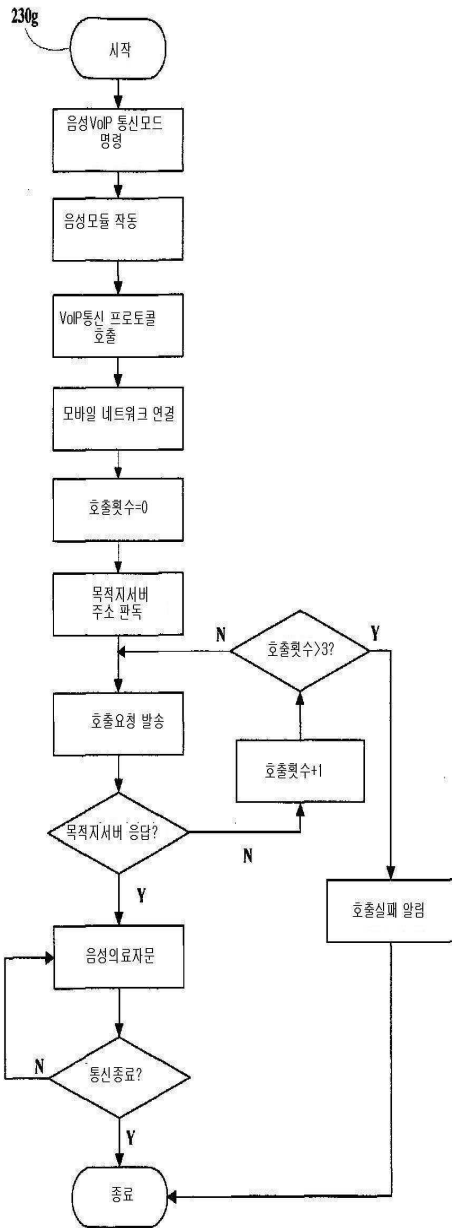 230g
시작
음성VoIP 통신모드
명령
음성모듈 작동
VoIP통신 프로토콜
호출
모바일 네트워크 연결
호출횟수=0
목적지서버
주소 판독
N
호출횟수>3?
Y
호출요청 발송
호출횟수+1
목적지서버 응답?
N
Y
호출실패 알림
음성의료자문
N
통신종료?
Y
종료